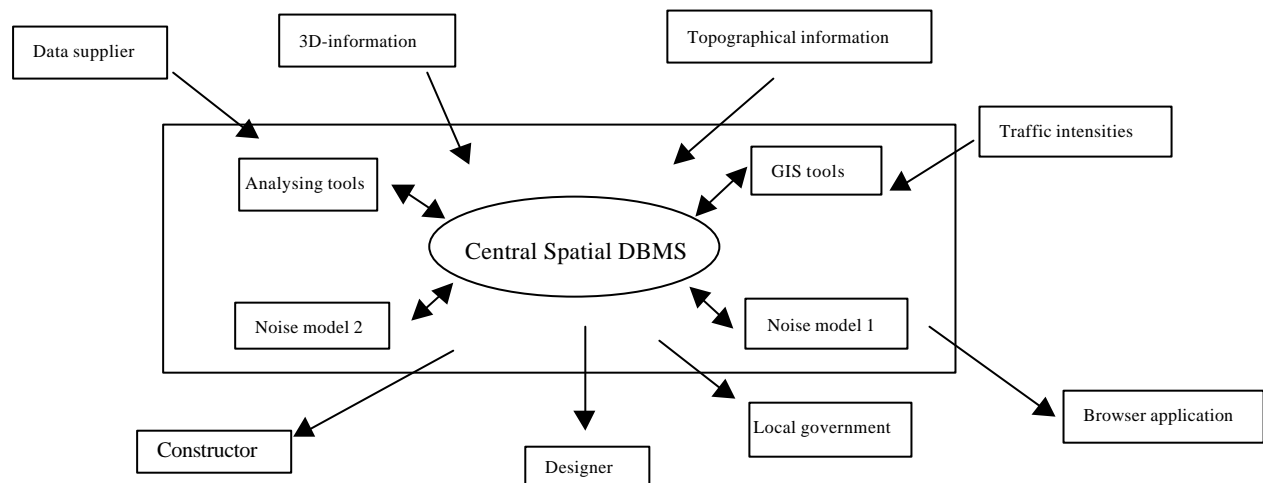 Data supplier
3D-information
Topographical information
Traffic intensities
Analysing tools
GIS tools
Central Spatial DBMS
Noise model 2
Noise model 1
Constructor
Designer
Local government
Browser application